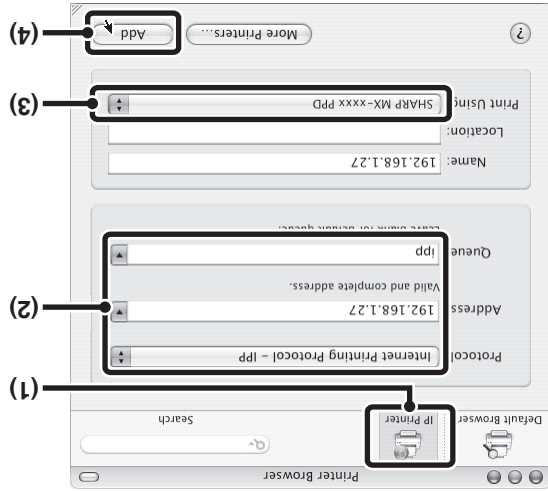 Printer Browser
Default Browser
IP Printer
Search
(1)
Protocol
Internet Printing Protocol - IPP
Address
192.168.1.27
Valid and complete address.
(2)
Queue
ipp
Leave blank for default queue.
Name: 192.168.1.27
Location:
Print Using
SHARP MX-xxxx PPD
(3)
?
More Printers...
Add
(4)